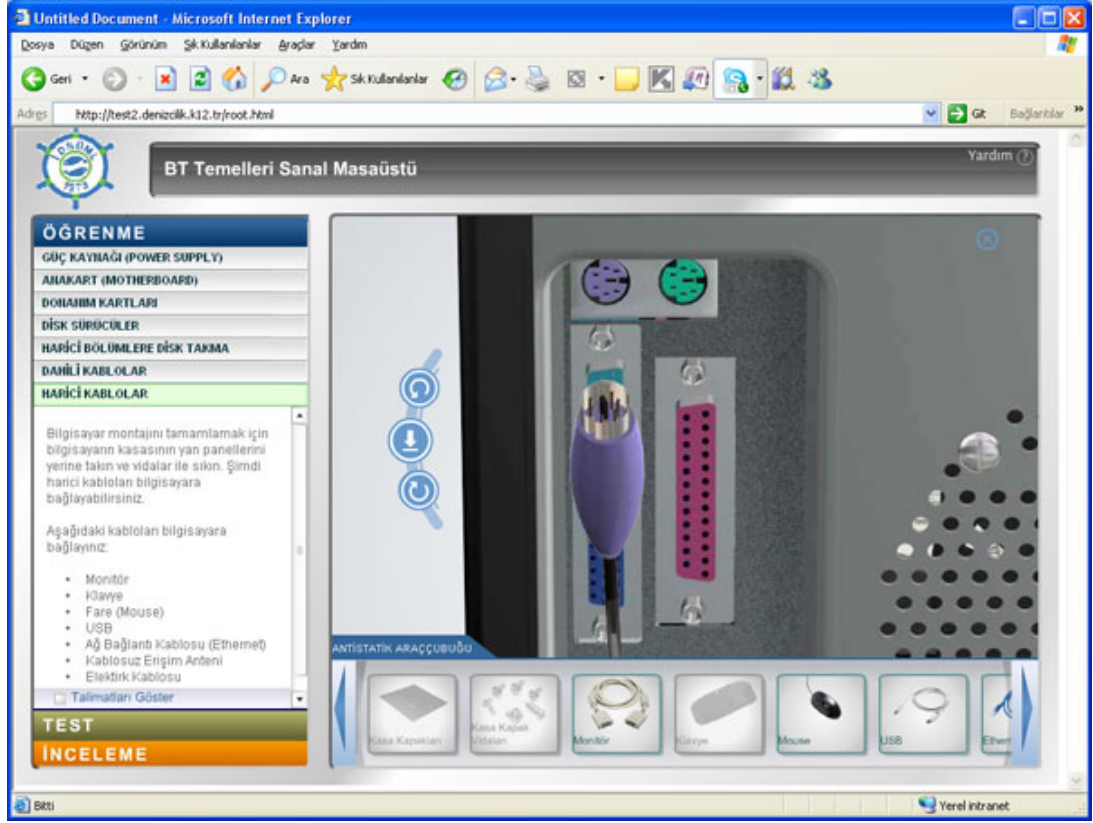 Untitled Document - Microsoft Internet Explorer
Dosya Düzen Görünüm Sık Kullanılanlar Araçlar Yardım
Geri Ara Sık Kullanılanlar
Adres http://test2.denizcilik.k12.tr/root.html Git Bağlantılar
BT Temelleri Sanal Masaüstü
Yardım ?
1973
ÖĞRENME
GÜÇ KAYNAĞI (POWER SUPPLY)
ANAKART (MOTHERBOARD)
DONANIM KARTLARI
DİSK SÜRÜCÜLER
HARİCİ BÖLÜMLERE DİSK TAKMA
DAHİLİ KABLOLAR
HARİCİ KABLOLAR
Bilgisayar montajını tamamlamak için
bilgisayarın kasasının yan panellerini
yerine takın ve vidalar ile sıkın. Şimdi
harici kabloları bilgisayara
bağlayabilirsiniz.
Aşağıdaki kabloları bilgisayara
bağlayınız:
• Monitör
• Klavye
• Fare (Mouse)
• USB
• Ağ Bağlantı Kablosu (Ethernet)
• Kablosuz Erişim Anteni
• Elektirk Kablosu
Talimatları Göster
TEST
İNCELEME
ANTİSTATİK ARAÇÇUBUĞU
Kasa Kapakları
Kasa Kapak
Vidaları
Monitör
Klavye
Mouse
USB
Ethern
Bitti
Yerel intranet